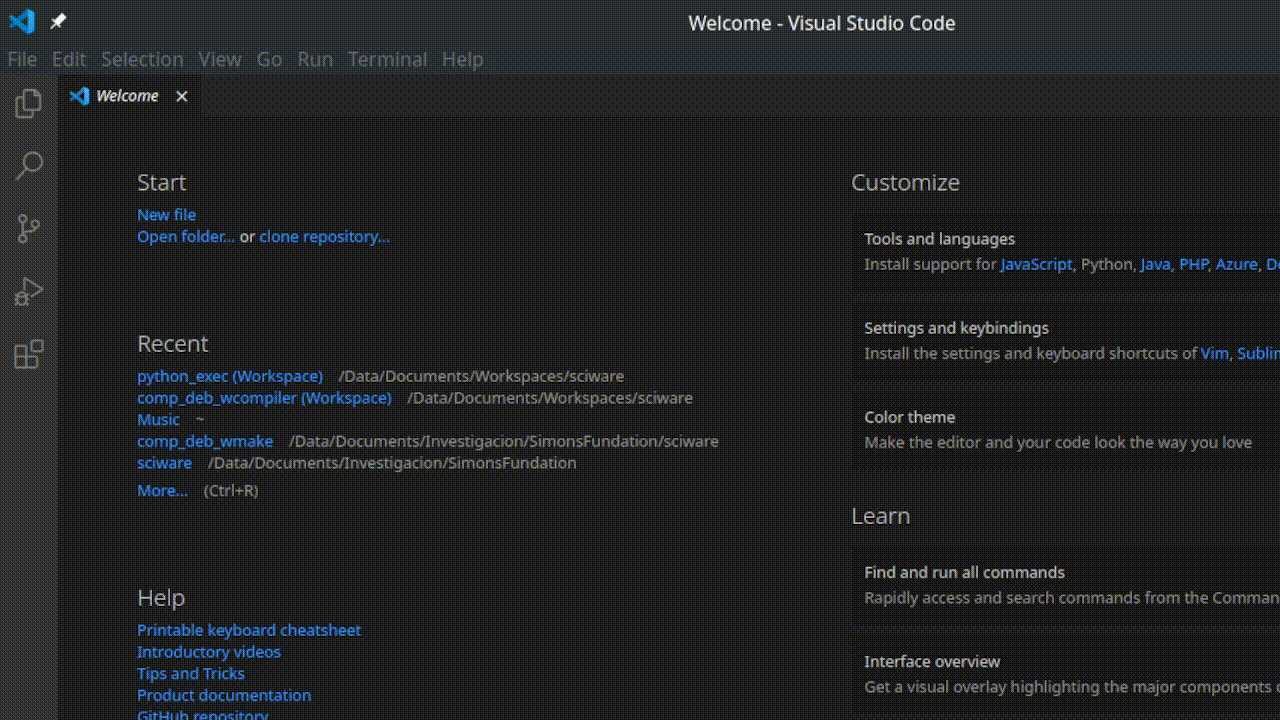 Welcome - Visual Studio Code
File Edit Selection View Go Run Terminal Help
Welcome
Start
New file
Open folder... or clone repository...
Recent
python_exec (Workspace) /Data/Documents/Workspaces/sciware
comp_deb_wcompiler (Workspace) /Data/Documents/Workspaces/sciware
Music ~
comp_deb_wmake /Data/Documents/Investigacion/SimonsFundation/sciware
sciware /Data/Documents/Investigacion/SimonsFundation
More... (Ctrl+R)
Help
Printable keyboard cheatsheet
Introductory videos
Tips and Tricks
Product documentation
GitHub repository
Customize
Tools and languages
Install support for JavaScript, Python, Java, PHP, Azure,
Settings and keybindings
Install the settings and keyboard shortcuts of Vim,
Color theme
Make the editor and your code look the way you love
Learn
Find and run all commands
Rapidly access and search commands from the
Interface overview
Get a visual overlay highlighting the major components